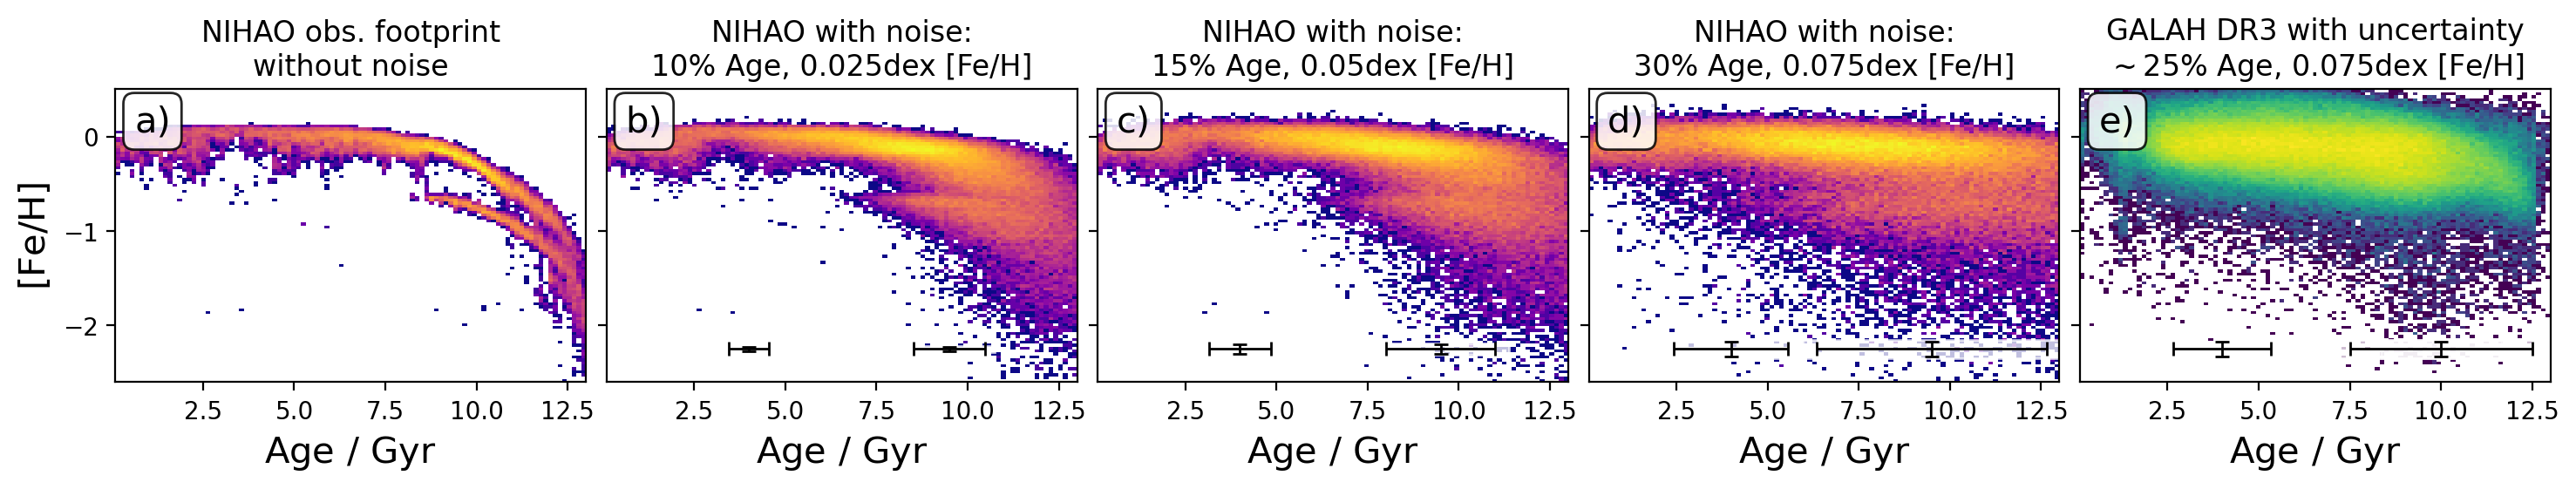 NIHAO obs. footprint
without noise
NIHAO with noise:
10% Age, 0.025dex [Fe/H]
NIHAO with noise:
15% Age, 0.05dex [Fe/H]
NIHAO with noise:
30% Age, 0.075dex [Fe/H]
GALAH DR3 with uncertainty
~ 25% Age, 0.075dex [Fe/H]
a)
b)
c)
d)
e)
[Fe/H]
0
−1
−2
2.5 5.0 7.5 10.0 12.5
2.5 5.0 7.5 10.0 12.5
2.5 5.0 7.5 10.0 12.5
2.5 5.0 7.5 10.0 12.5
2.5 5.0 7.5 10.0 12.5
Age / Gyr
Age / Gyr
Age / Gyr
Age / Gyr
Age / Gyr